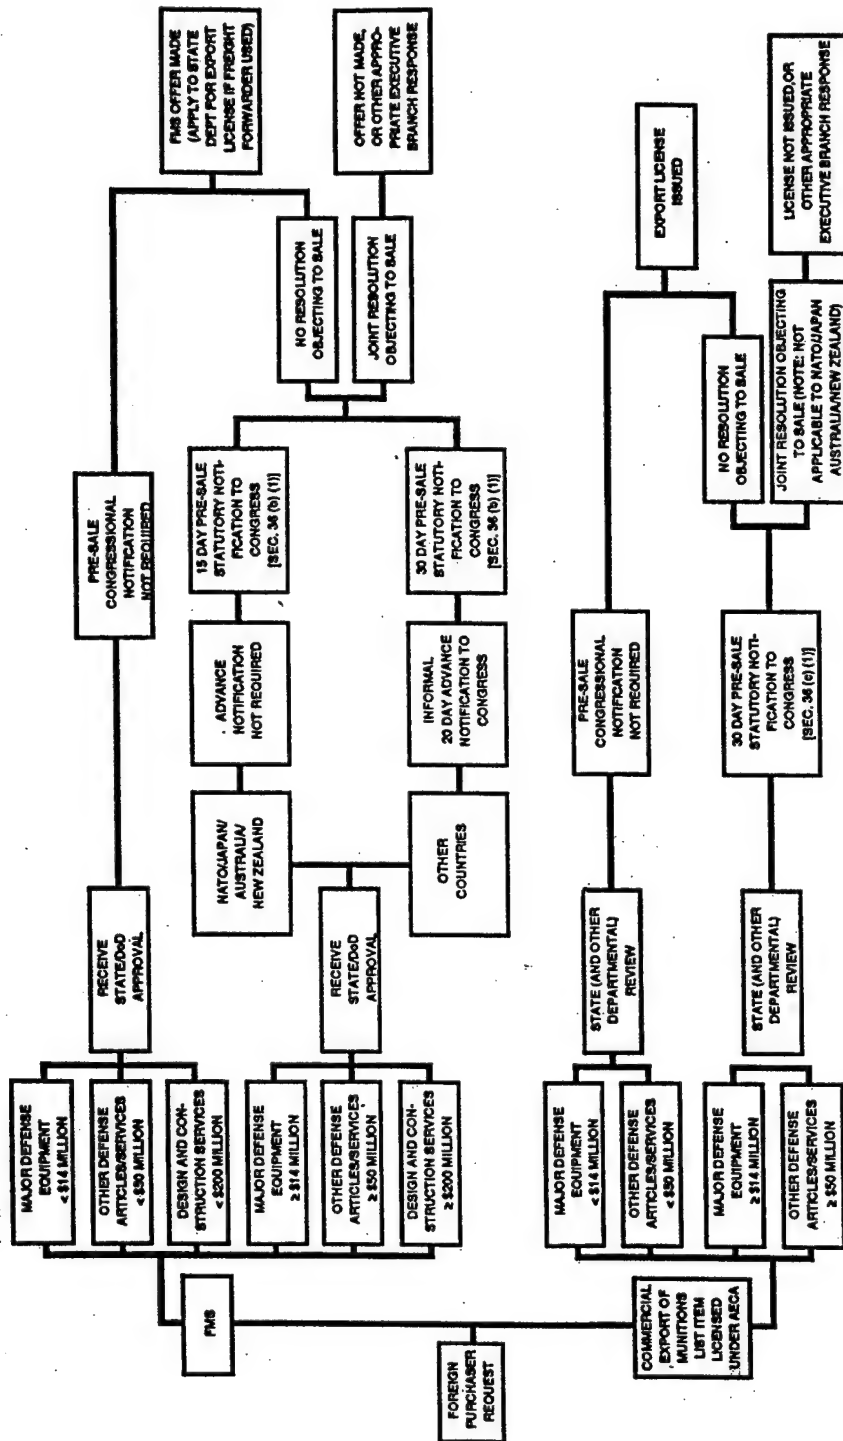 FOREIGN
PURCHASER
REQUEST
FMS
COMMERCIAL
EXPORT OF
MUNITIONS
LIST ITEM
LICENSED
UNDER AECA
MAJOR DEFENSE
EQUIPMENT
< $14 MILLION
OTHER DEFENSE
ARTICLES/SERVICES
< $50 MILLION
DESIGN AND CON-
STRUCTION SERVICES
< $200 MILLION
MAJOR DEFENSE
EQUIPMENT
≥ $14 MILLION
OTHER DEFENSE
ARTICLES/SERVICES
≥ $50 MILLION
DESIGN AND CON-
STRUCTION SERVICES
≥ $200 MILLION
RECEIVE
STATE/DoD
APPROVAL
RECEIVE
STATE/DoD
APPROVAL
NATO/JAPAN/
AUSTRALIA/
NEW ZEALAND
OTHER
COUNTRIES
PRE-SALE
CONGRESSIONAL
NOTIFICATION
NOT REQUIRED
ADVANCE
NOTIFICATION
NOT REQUIRED
INFORMAL
20 DAY ADVANCE
NOTIFICATION TO
CONGRESS
15 DAY PRE-SALE
STATUTORY NOTI-
FICATION TO
CONGRESS
[SEC. 36 (b) (1)]
30 DAY PRE-SALE
STATUTORY NOTI-
FICATION TO
CONGRESS
[SEC. 36 (b) (1)]
NO RESOLUTION
OBJECTING TO SALE
JOINT RESOLUTION
OBJECTING TO SALE
FMS OFFER MADE
(APPLY TO STATE
DEPT FOR EXPORT
LICENSE IF FREIGHT
FORWARDER USED)
OFFER NOT MADE,
OR OTHER APPRO-
PRIATE EXECUTIVE
BRANCH RESPONSE
MAJOR DEFENSE
EQUIPMENT
< $14 MILLION
OTHER DEFENSE
ARTICLES/SERVICES
< $50 MILLION
MAJOR DEFENSE
EQUIPMENT
≥ $14 MILLION
OTHER DEFENSE
ARTICLES/SERVICES
≥ $50 MILLION
STATE (AND OTHER
DEPARTMENTAL)
REVIEW
STATE (AND OTHER
DEPARTMENTAL)
REVIEW
PRE-SALE
CONGRESSIONAL
NOTIFICATION
NOT REQUIRED
30 DAY PRE-SALE
STATUTORY NOTI-
FICATION TO
CONGRESS
[SEC. 36 (c) (1)]
NO RESOLUTION
OBJECTING TO SALE
JOINT RESOLUTION OBJECTING
TO SALE (NOTE: NOT
APPLICABLE TO NATO/JAPAN
AUSTRALIA/NEW ZEALAND)
EXPORT LICENSE
ISSUED
LICENSE NOT ISSUED, OR
OTHER APPROPRIATE
EXECUTIVE BRANCH RESPONSE